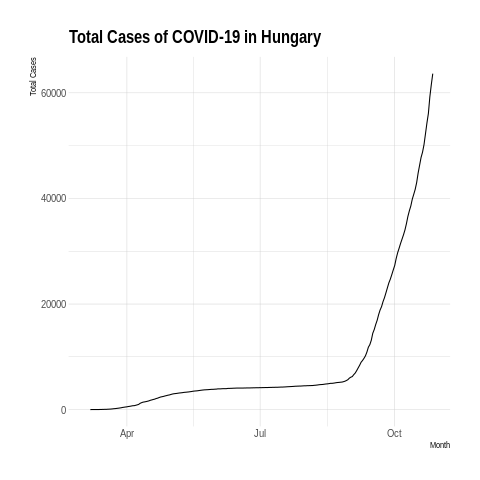 Total Cases of COVID-19 in Hungary
Total Cases
60000
40000
20000
0
Apr Jul Oct
Month